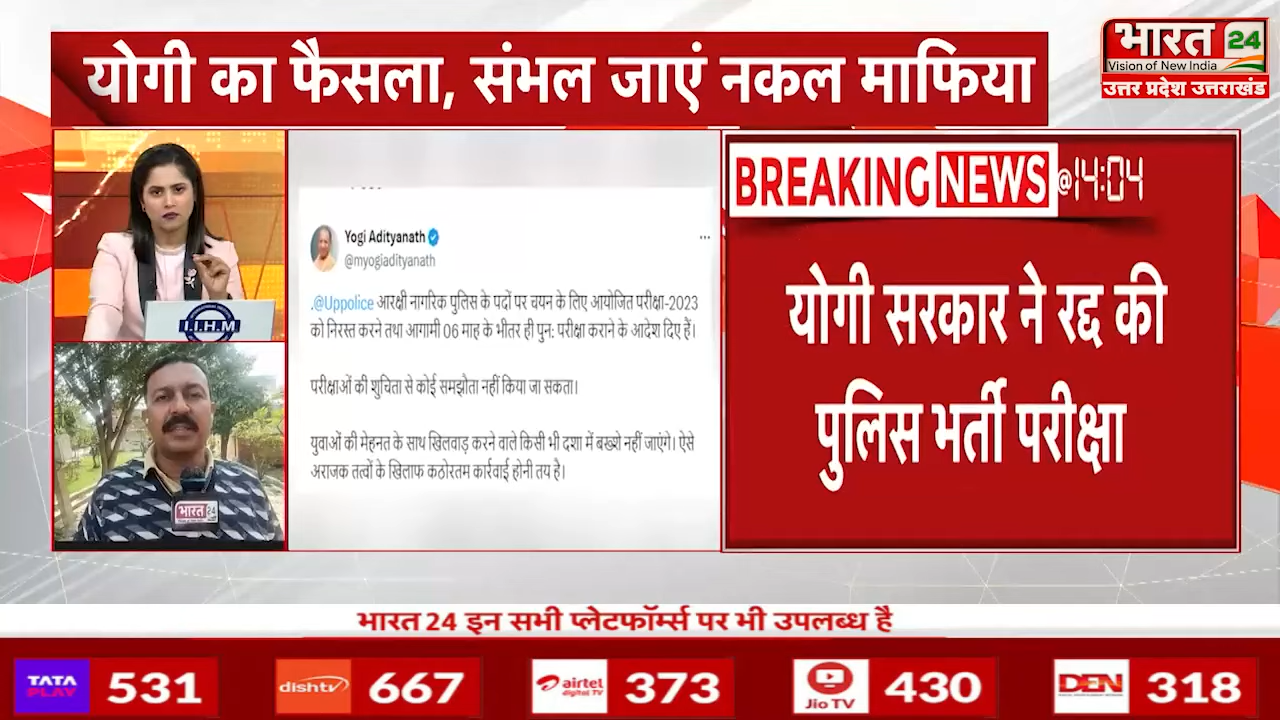 योगी का फैसला, संभल जाएं नकल माफिया
भारत 24
Vision of New India
उत्तर प्रदेश उत्तराखंड
BREAKING NEWS @14:04
योगी सरकार ने रद्द की
पुलिस भर्ती परीक्षा
I.I.H.M
Yogi Adityanath
@myogiadityanath
.@Uppolice आरक्षी नागरिक पुलिस के पदों पर चयन के लिए आयोजित परीक्षा-2023
को निरस्त करने तथा आगामी 06 माह के भीतर ही पुन: परीक्षा कराने के आदेश दिए हैं।
परीक्षाओं की शुचिता से कोई समझौता नहीं किया जा सकता।
युवाओं की मेहनत के साथ खिलवाड़ करने वाले किसी भी दशा में बख्शे नहीं जाएंगे। ऐसे
अराजक तत्वों के खिलाफ कठोरतम कार्रवाई होनी तय है।
भारत 24
भारत 24 इन सभी प्लेटफॉर्म्स पर भी उपलब्ध है
TATA PLAY 531
dishtv 667
airtel digital TV 373
JioTV 430
DEN 318